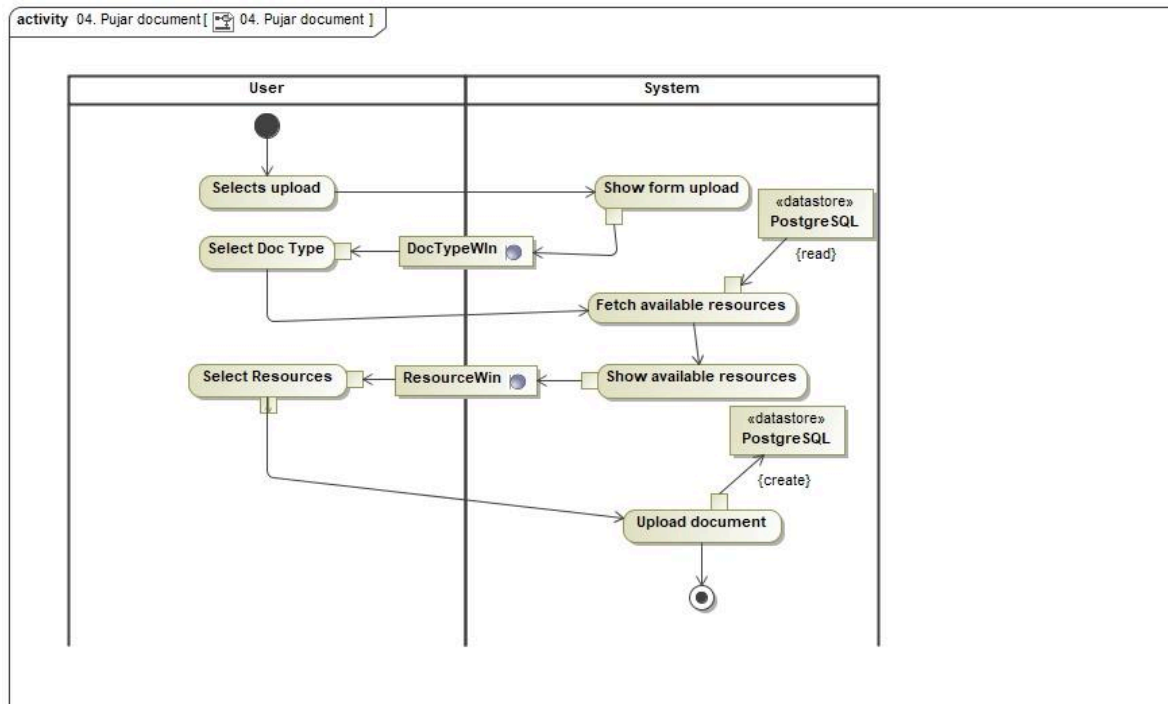 activity 04. Pujar document [ 04. Pujar document ]
User
System
Selects upload
Show form upload
«datastore»
PostgreSQL
Select Doc Type
DocTypeWIn
{read}
Fetch available resources
Select Resources
ResourceWin
Show available resources
«datastore»
PostgreSQL
{create}
Upload document